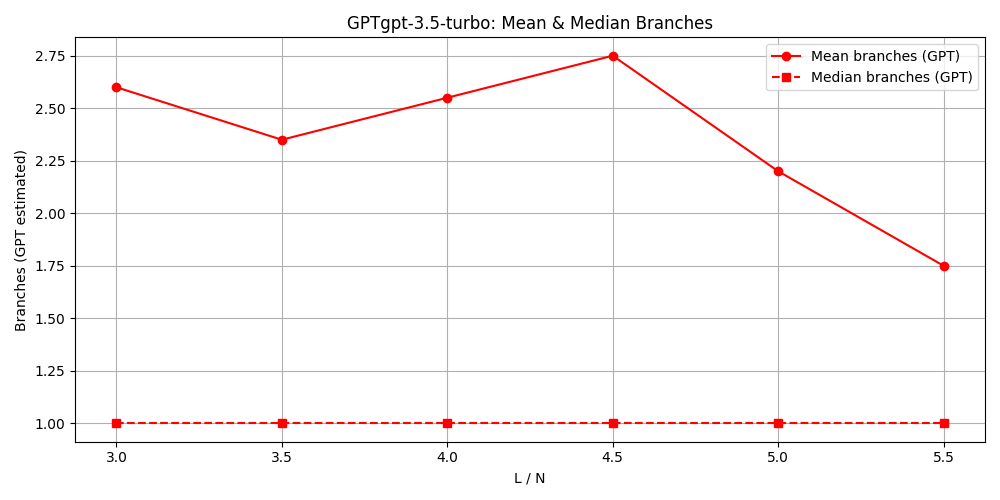 GPTgpt-3.5-turbo: Mean & Median Branches
Mean branches (GPT)
Median branches (GPT)
Branches (GPT estimated)
2.75
2.50
2.25
2.00
1.75
1.50
1.25
1.00
3.0 3.5 4.0 4.5 5.0 5.5
L / N